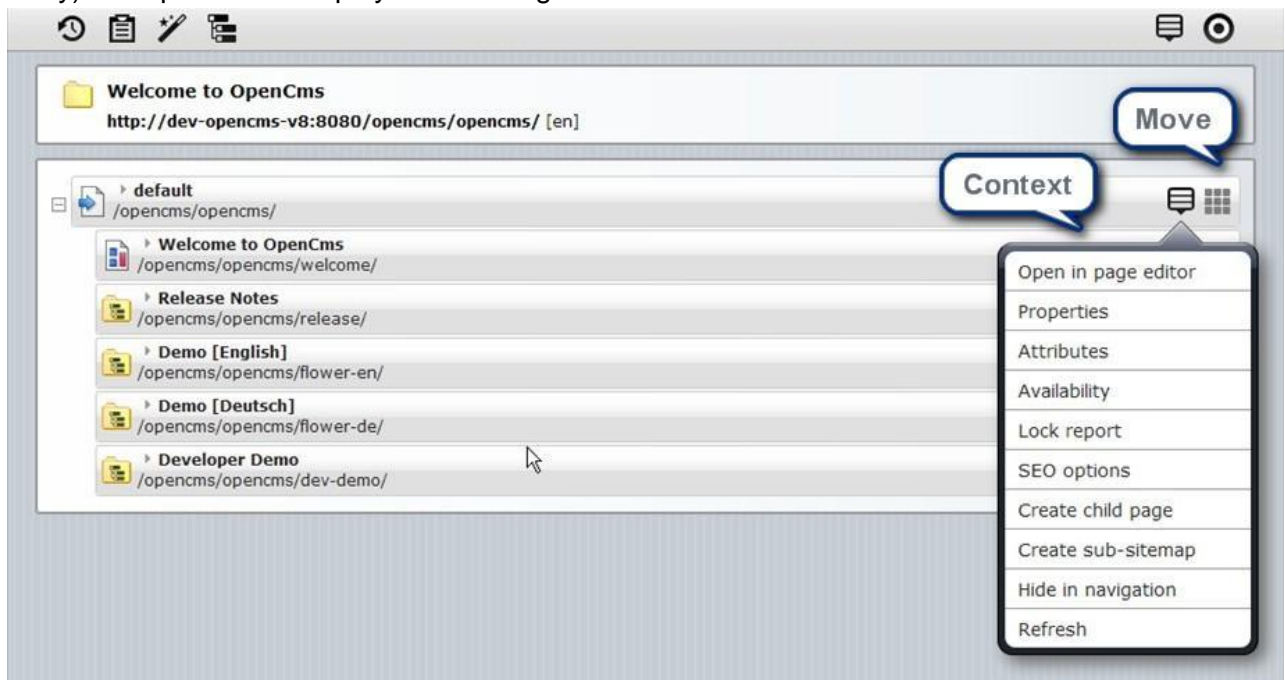 Welcome to OpenCms
http://dev-opencms-v8:8080/opencms/opencms/ [en]
Move
Context
default
/opencms/opencms/
Welcome to OpenCms
/opencms/opencms/welcome/
Release Notes
/opencms/opencms/release/
Demo [English]
/opencms/opencms/flower-en/
Demo [Deutsch]
/opencms/opencms/flower-de/
Developer Demo
/opencms/opencms/dev-demo/
Open in page editor
Properties
Attributes
Availability
Lock report
SEO options
Create child page
Create sub-sitemap
Hide in navigation
Refresh